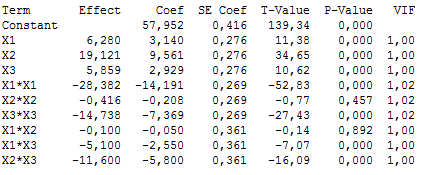 Term Effect Coef SE Coef T-Value P-Value VIF
Constant 57,952 0,416 139,34 0,000
X1 6,280 3,140 0,276 11,38 0,000 1,00
X2 19,121 9,561 0,276 34,65 0,000 1,00
X3 5,859 2,929 0,276 10,62 0,000 1,00
X1*X1 -28,382 -14,191 0,269 -52,83 0,000 1,02
X2*X2 -0,416 -0,208 0,269 -0,77 0,457 1,02
X3*X3 -14,738 -7,369 0,269 -27,43 0,000 1,02
X1*X2 -0,100 -0,050 0,361 -0,14 0,892 1,00
X1*X3 -5,100 -2,550 0,361 -7,07 0,000 1,00
X2*X3 -11,600 -5,800 0,361 -16,09 0,000 1,00